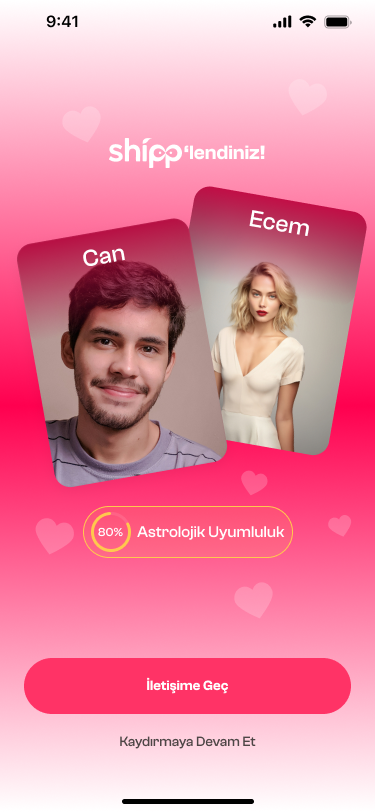 9:41
shipp‘lendiniz!
Ecem
Can
80% Astrolojik Uyumluluk
İletişime Geç
Kaydırmaya Devam Et